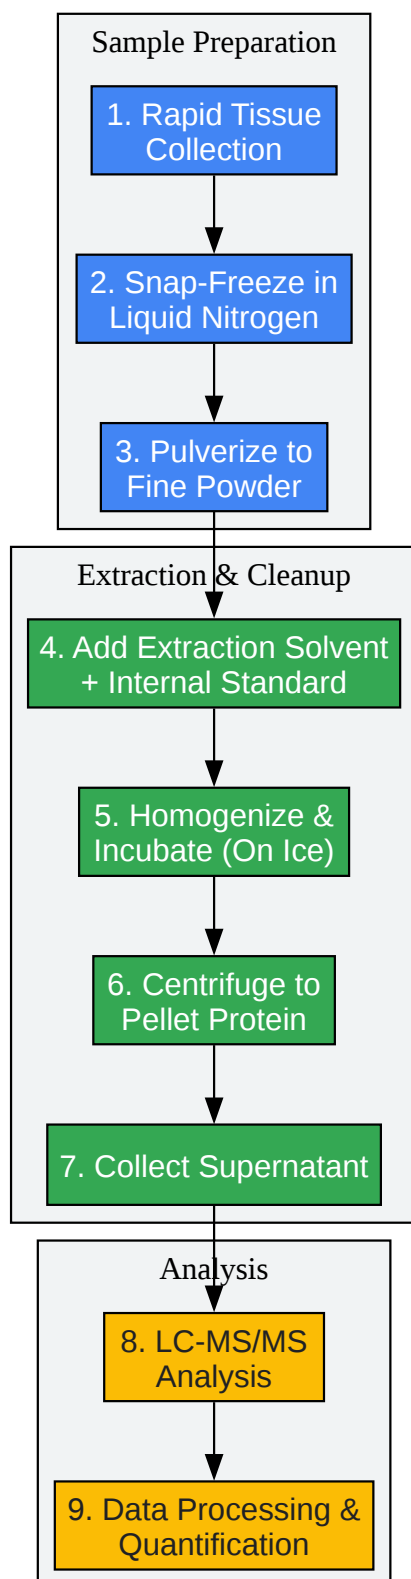 Sample Preparation
1. Rapid Tissue
Collection
2. Snap-Freeze in
Liquid Nitrogen
3. Pulverize to
Fine Powder
Extraction & Cleanup
4. Add Extraction Solvent
+ Internal Standard
5. Homogenize &
Incubate (On Ice)
6. Centrifuge to
Pellet Protein
7. Collect Supernatant
Analysis
8. LC-MS/MS
Analysis
9. Data Processing &
Quantification